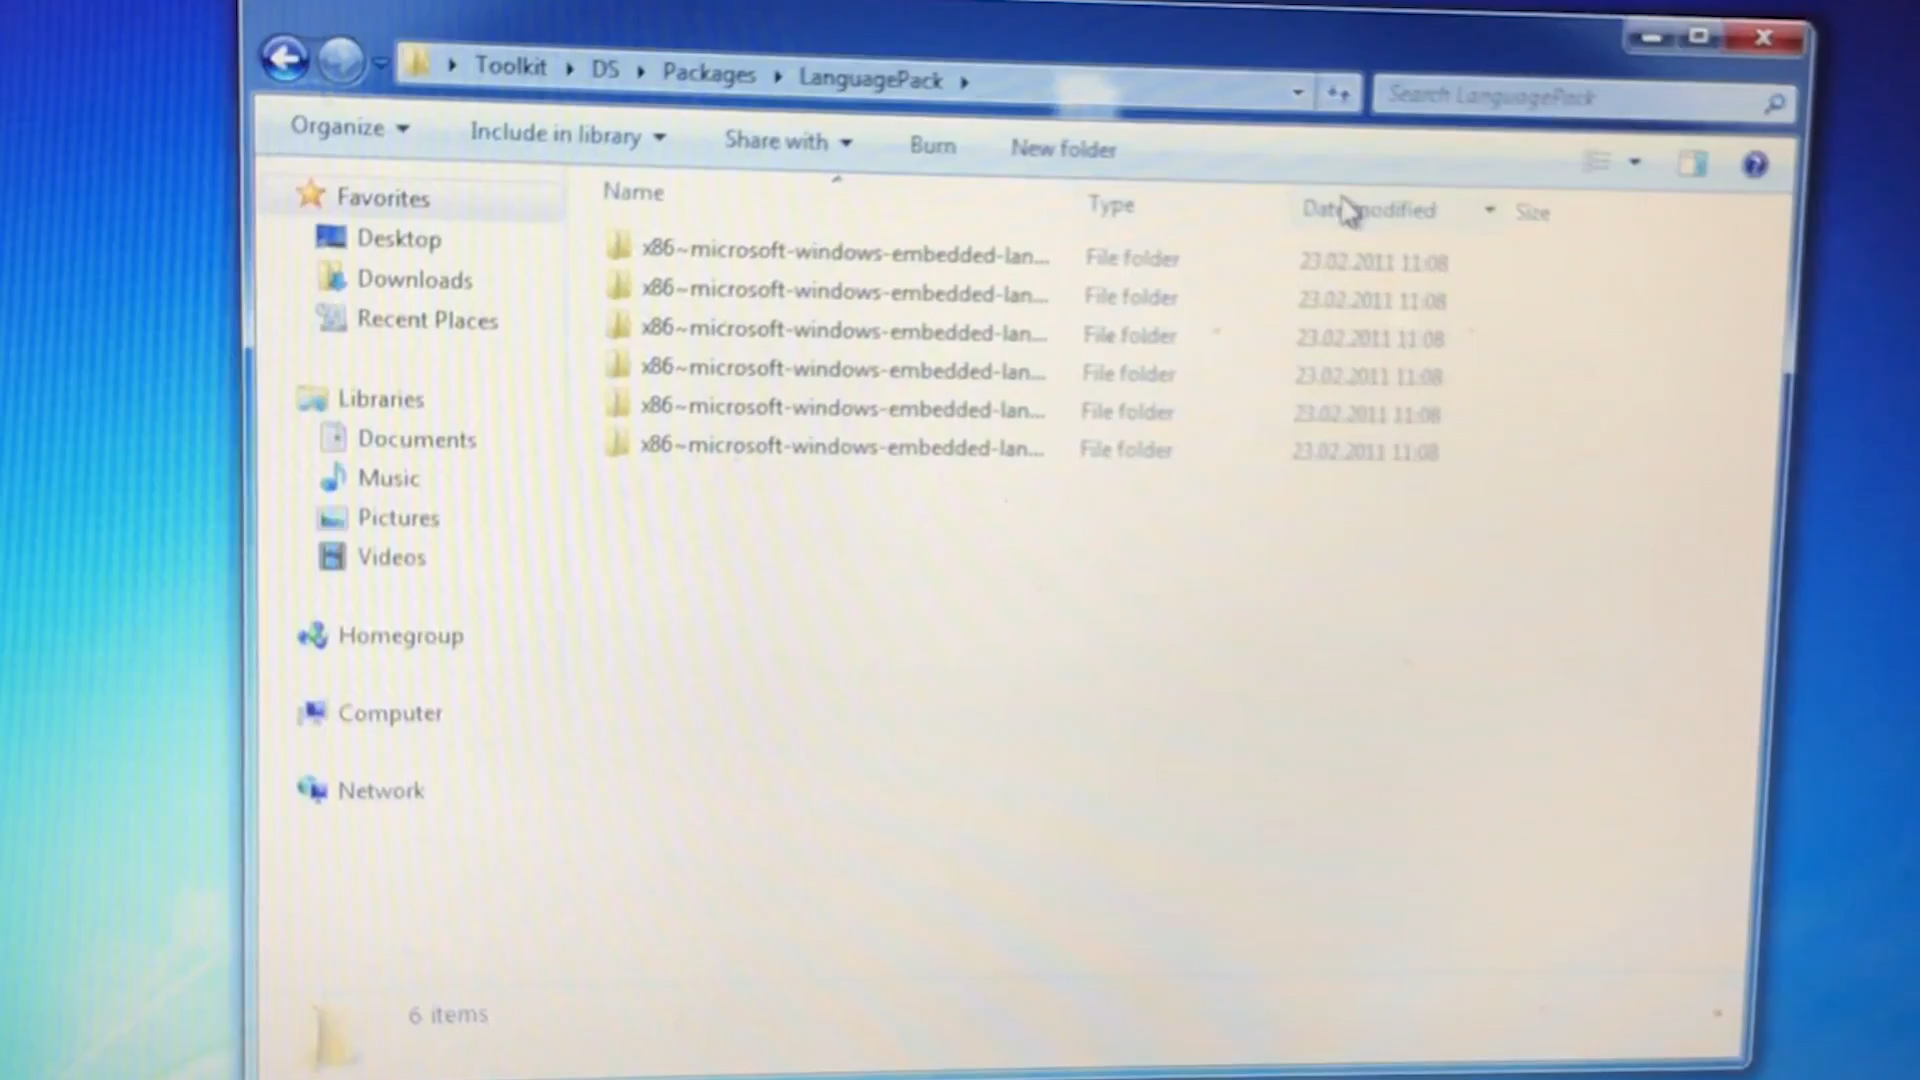 Toolkit DS Packages LanguagePack
Search LanguagePack
Organize Include in library Share with Burn New folder
Name Type Date modified Size
Favorites
Desktop
Downloads
Recent Places
Libraries
Documents
Music
Pictures
Videos
Homegroup
Computer
Network
x86~microsoft-windows-embedded-lan... File folder 23.02.2011 11:08
x86~microsoft-windows-embedded-lan... File folder 23.02.2011 11:08
x86~microsoft-windows-embedded-lan... File folder 23.02.2011 11:08
x86~microsoft-windows-embedded-lan... File folder 23.02.2011 11:08
x86~microsoft-windows-embedded-lan... File folder 23.02.2011 11:08
x86~microsoft-windows-embedded-lan... File folder 23.02.2011 11:08
6 items